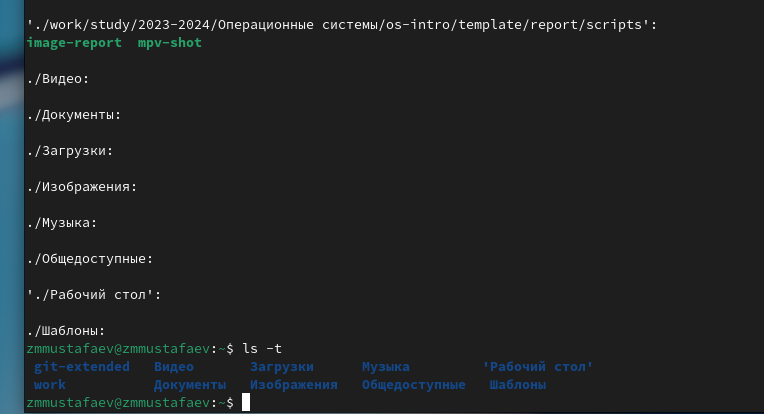 './work/study/2023-2024/Операционные системы/os-intro/template/report/scripts':
image-report  mpv-shot
./Видео:
./Документы:
./Загрузки:
./Изображения:
./Музыка:
./Общедоступные:
'./Рабочий стол':
./Шаблоны:
zmmustafaev@zmmustafaev:~$ ls -t
git-extended   Видео       Загрузки      Музыка         'Рабочий стол'
work           Документы   Изображения   Общедоступные   Шаблоны
zmmustafaev@zmmustafaev:~$